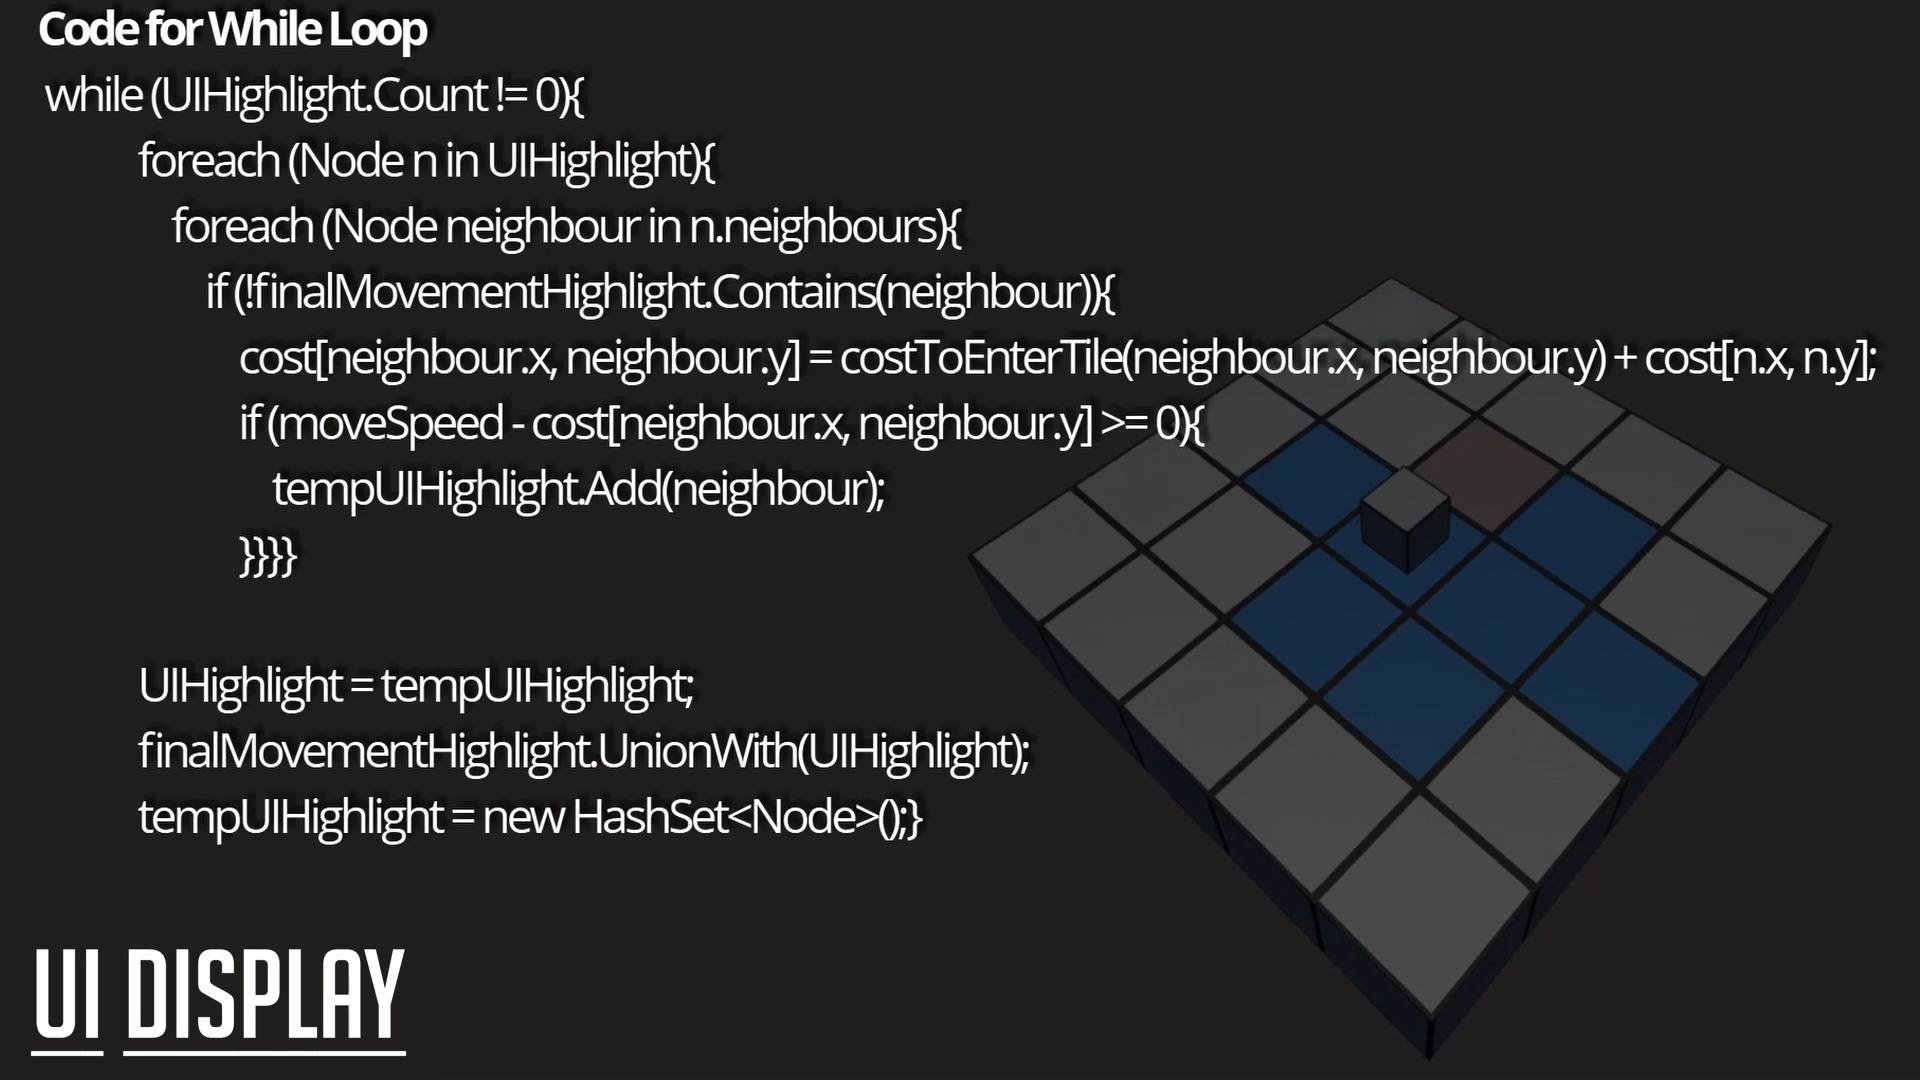 Code for While Loop
while (UIHighlight.Count != 0){
foreach (Node n in UIHighlight){
foreach (Node neighbour in n.neighbours){
if (!finalMovementHighlight.Contains(neighbour)){
cost[neighbour.x, neighbour.y] = costToEnterTile(neighbour.x, neighbour.y) + cost[n.x, n.y];
if (moveSpeed - cost[neighbour.x, neighbour.y] >= 0){
tempUIHighlight.Add(neighbour);
}}}}
UIHighlight = tempUIHighlight;
finalMovementHighlight.UnionWith(UIHighlight);
tempUIHighlight = new HashSet<Node>();}
UI DISPLAY